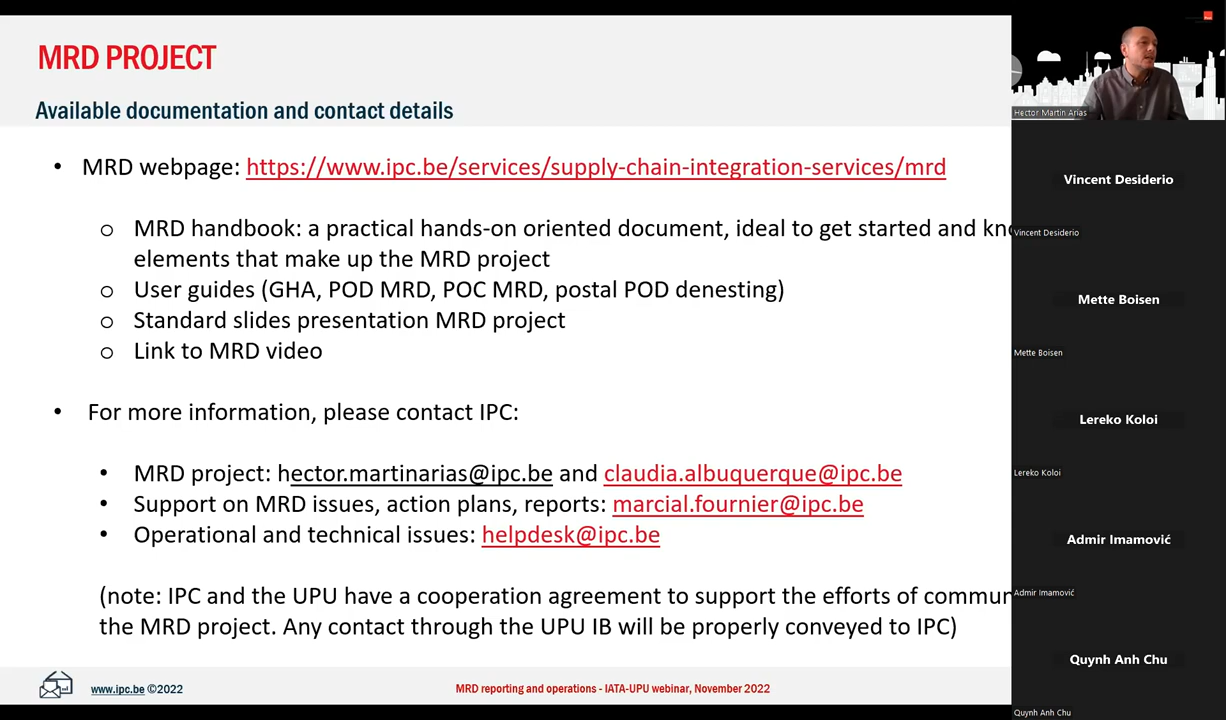 MRD PROJECT
Available documentation and contact details
• MRD webpage: https://www.ipc.be/services/supply-chain-integration-services/mrd
o MRD handbook: a practical hands-on oriented document, ideal to get started and
elements that make up the MRD project
o User guides (GHA, POD MRD, POC MRD, postal POD denesting)
o Standard slides presentation MRD project
o Link to MRD video
• For more information, please contact IPC:
• MRD project: hector.martinarias@ipc.be and claudia.albuquerque@ipc.be
• Support on MRD issues, action plans, reports: marcial.fournier@ipc.be
• Operational and technical issues: helpdesk@ipc.be
(note: IPC and the UPU have a cooperation agreement to support the efforts of
the MRD project. Any contact through the UPU IB will be properly conveyed to IPC)
www.ipc.be ©2022
MRD reporting and operations - IATA-UPU webinar, November 2022
Hector Martin Arias
Vincent Desiderio
Vincent Desiderio
Mette Boisen
Mette Boisen
Lereko Koloi
Lereko Koloi
Admir Imamović
Admir Imamović
Quynh Anh Chu
Quynh Anh Chu